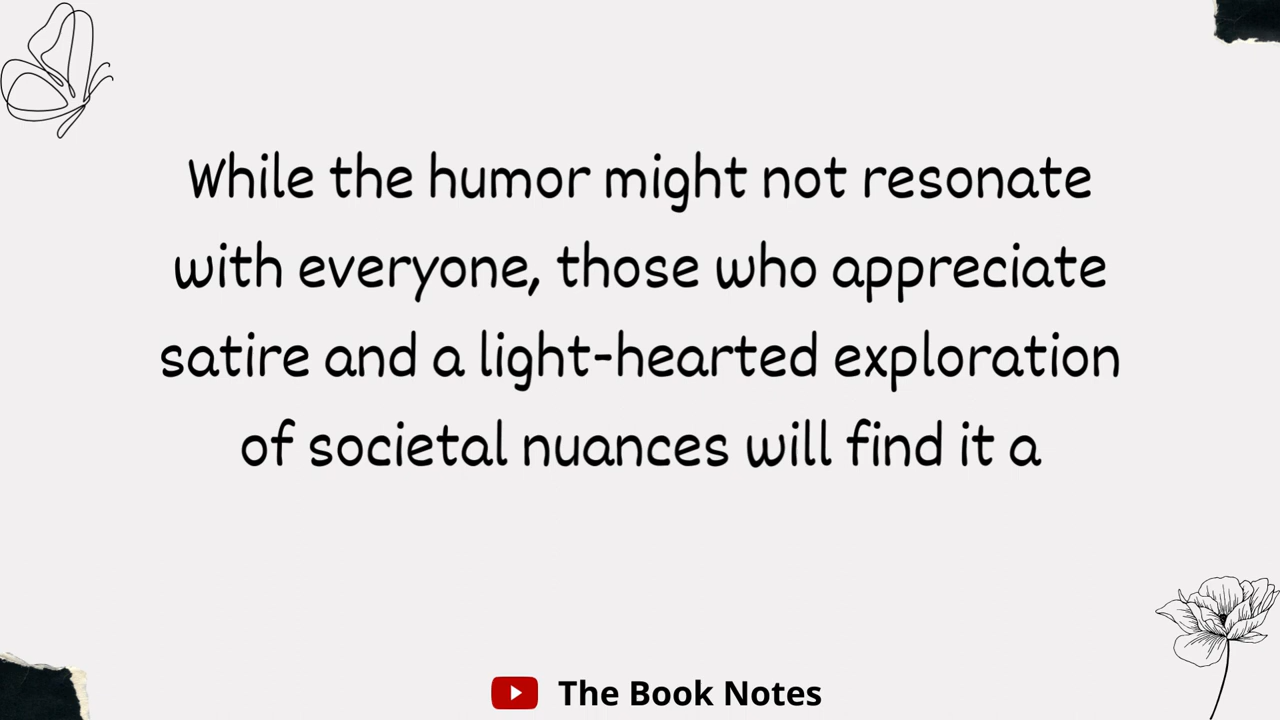 While the humor might not resonate
with everyone, those who appreciate
satire and a light-hearted exploration
of societal nuances will find it a
The Book Notes